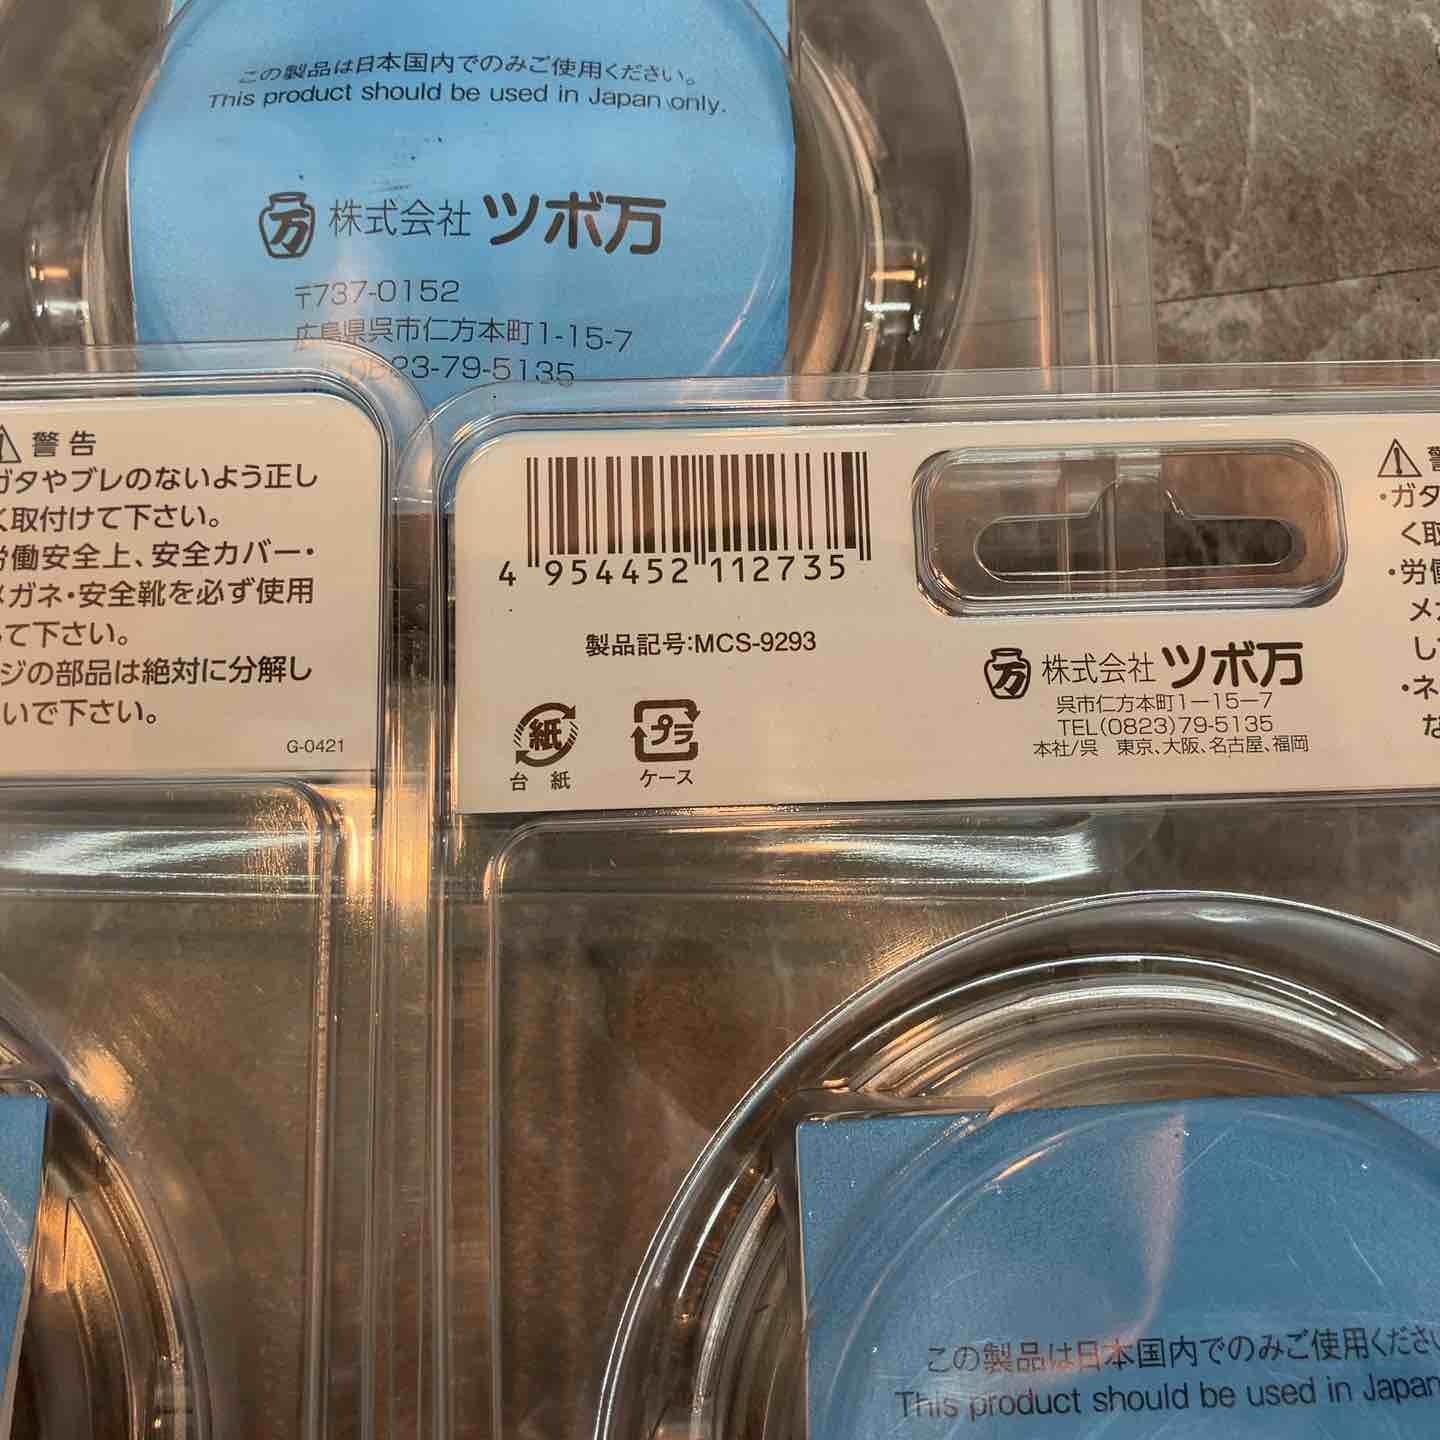 この製品は日本国内でのみご使用ください。
This product should be used in Japan only.
万 株式会社 ツボ万
〒737-0152
広島県呉市仁方本町1-15-7
0823-79-5135
警告
ガタやブレのないよう正し
く取付けて下さい。
労働安全上、安全カバー・
メガネ・安全靴を必ず使用
して下さい。
ジの部品は絶対に分解し
いで下さい。
G-0421
4 954452 112735
製品記号:MCS-9293
紙
台紙
プラ
ケース
万 株式会社 ツボ万
呉市仁方本町1－15－7
TEL(0823)79-5135
本社/呉 東京、大阪、名古屋、福岡
・ガタ
く取
・労働
メガ
して
・ネ
な
この製品は日本国内でのみご使用くださ
This product should be used in Japan